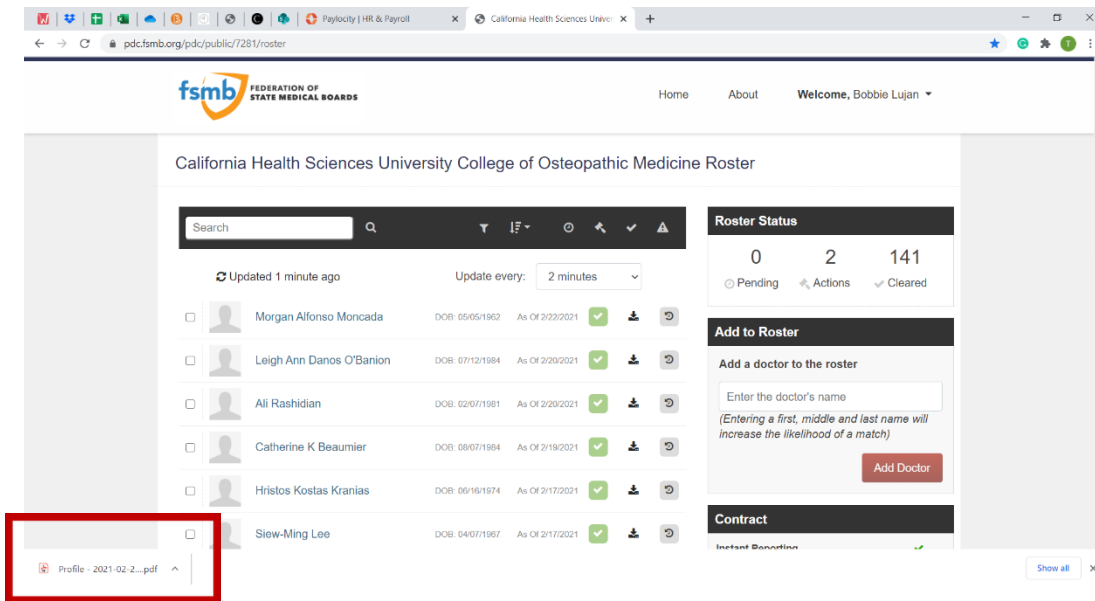 Paylocity | HR & Payroll
California Health Sciences Univer
pdc.fsmb.org/pdc/public/7281/roster
fsmb FEDERATION OF
STATE MEDICAL BOARDS
Home About Welcome, Bobbie Lujan
California Health Sciences University College of Osteopathic Medicine Roster
Search
Updated 1 minute ago Update every: 2 minutes
Morgan Alfonso Moncada DOB: 05/05/1962 As Of 2/22/2021
Leigh Ann Danos O'Banion DOB: 07/12/1984 As Of 2/20/2021
Ali Rashidian DOB: 02/07/1981 As Of 2/20/2021
Catherine K Beaumier DOB: 08/07/1984 As Of 2/19/2021
Hristos Kostas Kranias DOB: 06/16/1974 As Of 2/17/2021
Siew-Ming Lee DOB: 04/07/1967 As Of 2/17/2021
Roster Status
0 2 141
Pending Actions Cleared
Add to Roster
Add a doctor to the roster
Enter the doctor's name
(Entering a first, middle and last name will
increase the likelihood of a match)
Add Doctor
Contract
Instant Reporting
Profile - 2021-02-2....pdf
Show all